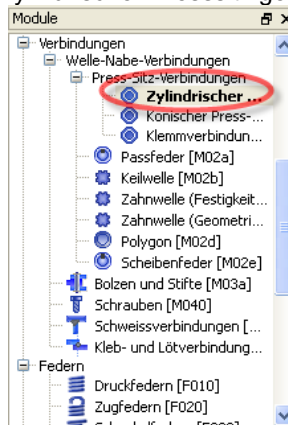 Module
Verbindungen
Welle-Nabe-Verbindungen
Press-Sitz-Verbindungen
Zylindrischer ...
Konischer Press-...
Klemmverbindun...
Passfeder [M02a]
Keilwelle [M02b]
Zahnwelle (Festigkeit...
Zahnwelle (Geometri...
Polygon [M02d]
Scheibenfeder [M02e]
Bolzen und Stifte [M03a]
Schrauben [M040]
Schweissverbindungen [...
Kleb- und Lötverbindung...
Federn
Druckfedern [F010]
Zugfedern [F020]